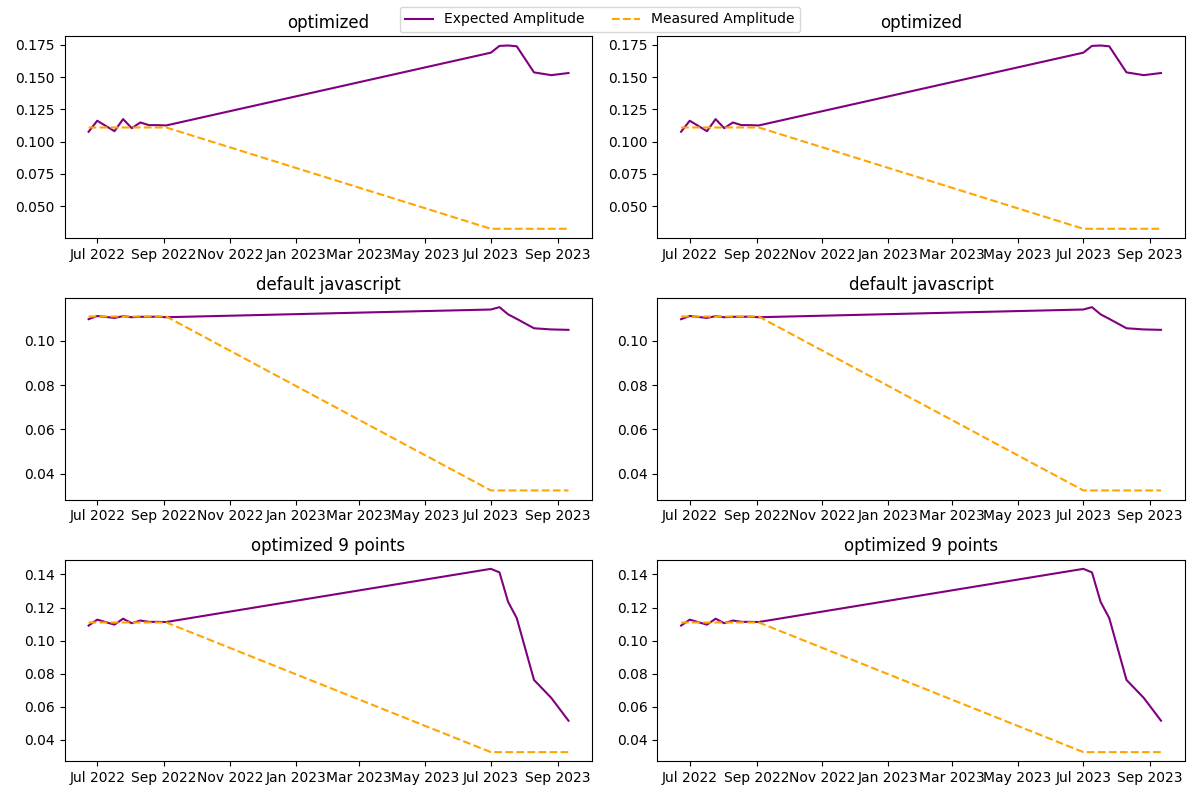 Expected Amplitude Measured Amplitude
optimized optimized
0.175 0.175
0.150 0.150
0.125 0.125
0.100 0.100
0.075 0.075
0.050 0.050
Jul 2022 Sep 2022 Nov 2022 Jan 2023 Mar 2023 May 2023 Jul 2023 Sep 2023 Jul 2022 Sep 2022 Nov 2022 Jan 2023 Mar 2023 May 2023 Jul 2023 Sep 2023
default javascript default javascript
0.10 0.10
0.08 0.08
0.06 0.06
0.04 0.04
Jul 2022 Sep 2022 Nov 2022 Jan 2023 Mar 2023 May 2023 Jul 2023 Sep 2023 Jul 2022 Sep 2022 Nov 2022 Jan 2023 Mar 2023 May 2023 Jul 2023 Sep 2023
optimized 9 points optimized 9 points
0.14 0.14
0.12 0.12
0.10 0.10
0.08 0.08
0.06 0.06
0.04 0.04
Jul 2022 Sep 2022 Nov 2022 Jan 2023 Mar 2023 May 2023 Jul 2023 Sep 2023 Jul 2022 Sep 2022 Nov 2022 Jan 2023 Mar 2023 May 2023 Jul 2023 Sep 2023